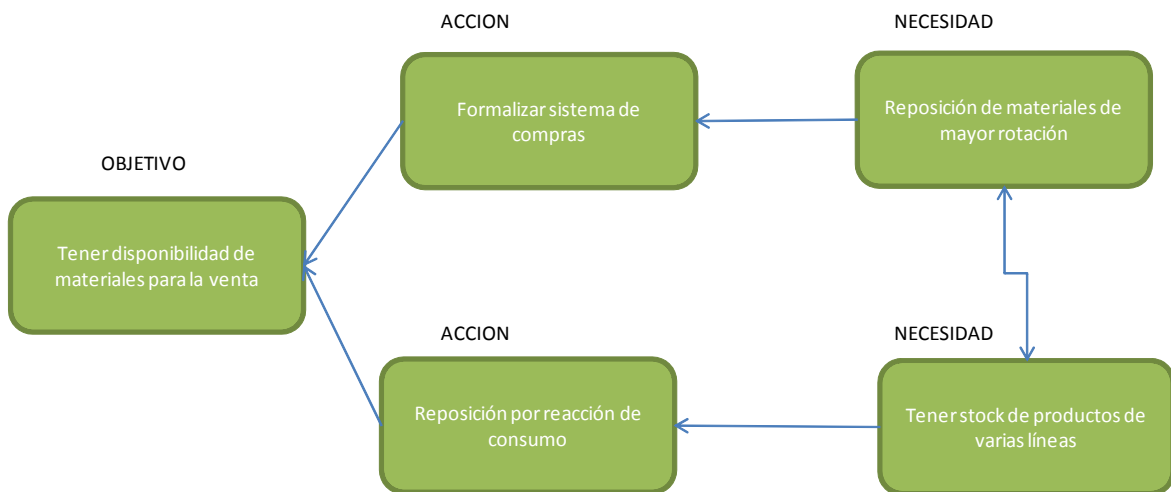 ACCION
NECESIDAD
Formalizar sistema de
compras
Reposición de materiales de
mayor rotación
OBJETIVO
Tener disponibilidad de
materiales para la venta
ACCION
NECESIDAD
Reposición por reacción de
consumo
Tener stock de productos de
varias líneas